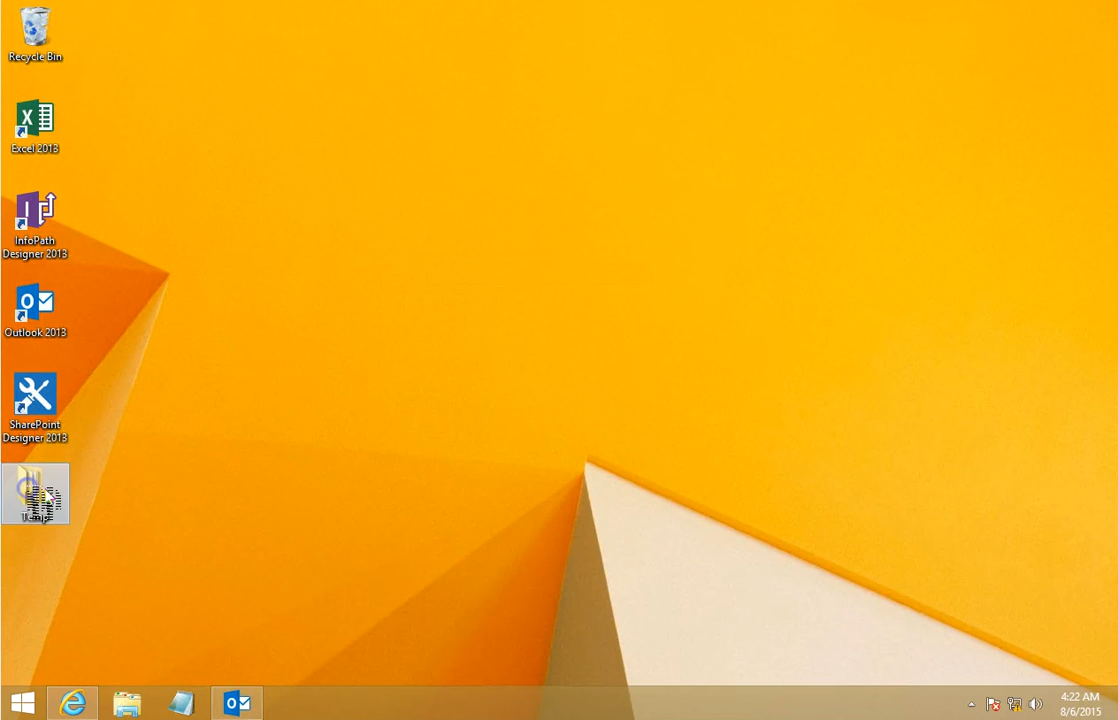 Recycle Bin
Excel 2013
InfoPath
Designer 2013
Outlook 2013
SharePoint
Designer 2013
4:22 AM
8/6/2015